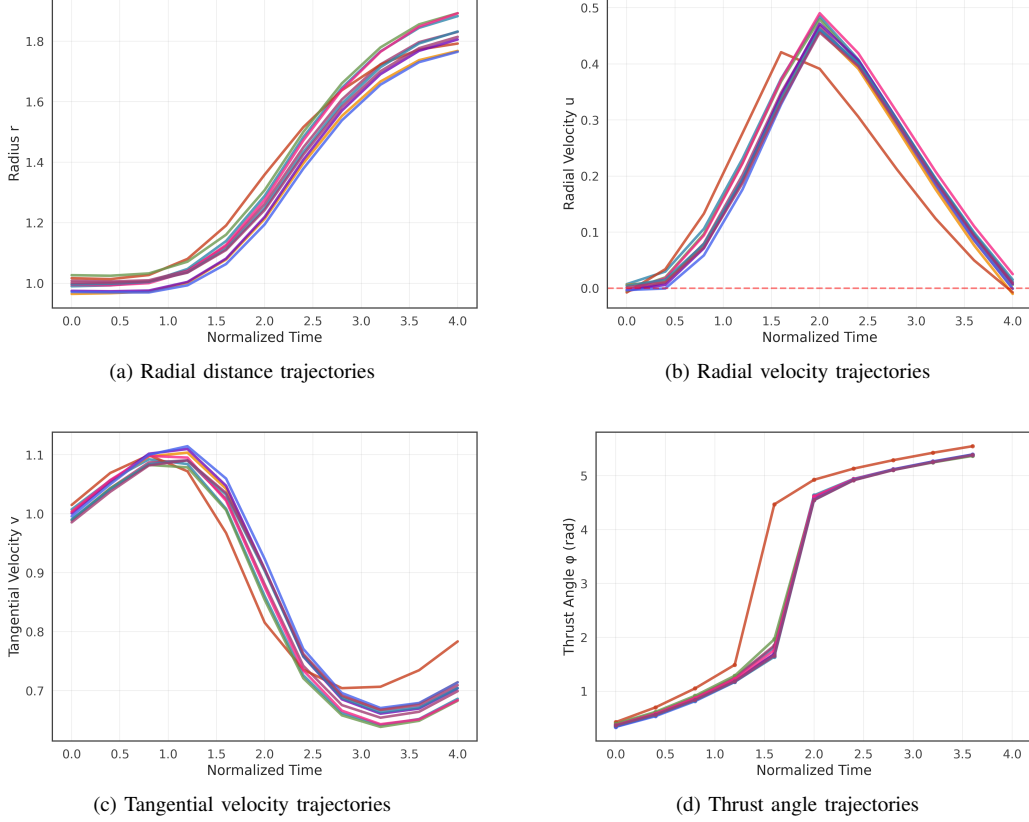 1.8
1.6
1.4
1.2
1.0
Radius r
0.0 0.5 1.0 1.5 2.0 2.5 3.0 3.5 4.0
Normalized Time
(a) Radial distance trajectories
0.5
0.4
0.3
0.2
0.1
0.0
Radial Velocity u
0.0 0.5 1.0 1.5 2.0 2.5 3.0 3.5 4.0
Normalized Time
(b) Radial velocity trajectories
1.1
1.0
0.9
0.8
0.7
Tangential Velocity v
0.0 0.5 1.0 1.5 2.0 2.5 3.0 3.5 4.0
Normalized Time
(c) Tangential velocity trajectories
5
4
3
2
1
Thrust Angle φ (rad)
0.0 0.5 1.0 1.5 2.0 2.5 3.0 3.5 4.0
Normalized Time
(d) Thrust angle trajectories